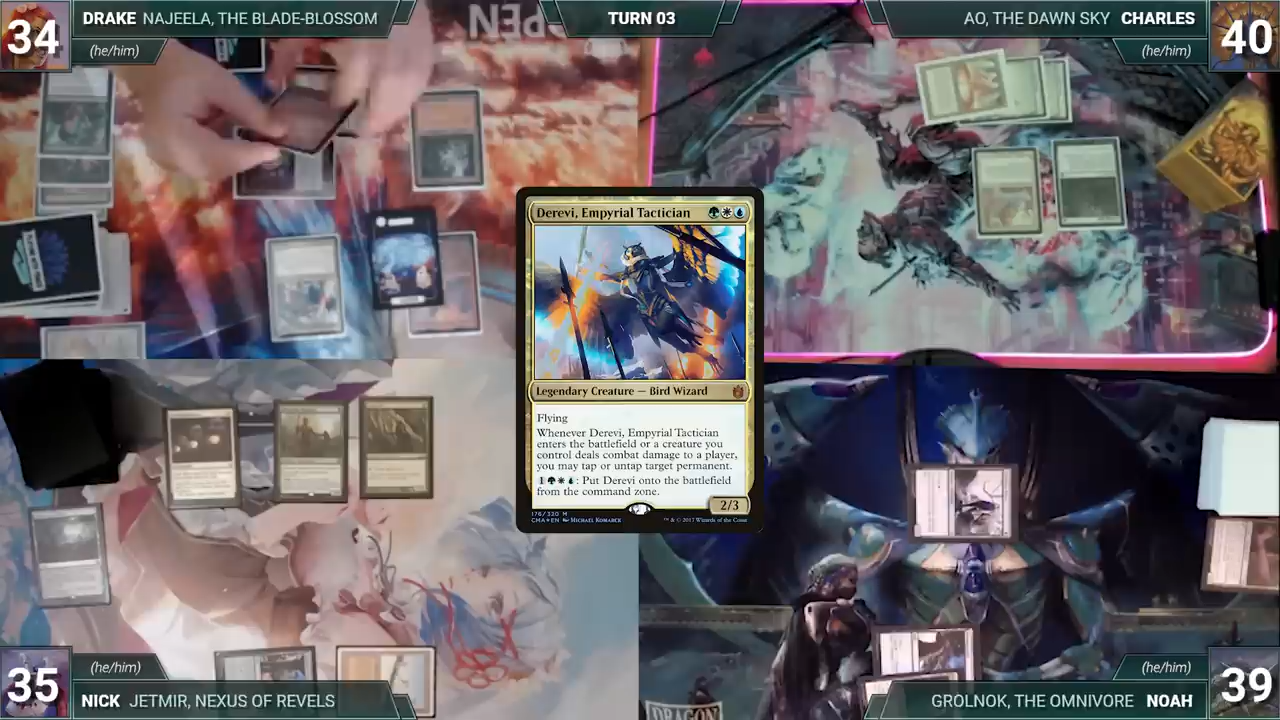 34
DRAKE NAJEELA, THE BLADE-BLOSSOM
(he/him)
TURN 03
AO, THE DAWN SKY CHARLES
(he/him)
40
Derevi, Empyrial Tactician
Legendary Creature — Bird Wizard
Flying
Whenever Derevi, Empyrial Tactician
enters the battlefield or a creature you
control deals combat damage to a player,
you may tap or untap target permanent.
1: Put Derevi onto the battlefield
from the command zone.
2/3
176/320 M
CMA EN MICHAEL KOMARCK
™ & © 2017 Wizards of the Coast
35
(he/him)
NICK JETMIR, NEXUS OF REVELS
DRAGON
(he/him)
GROLNOK, THE OMNIVORE NOAH
39